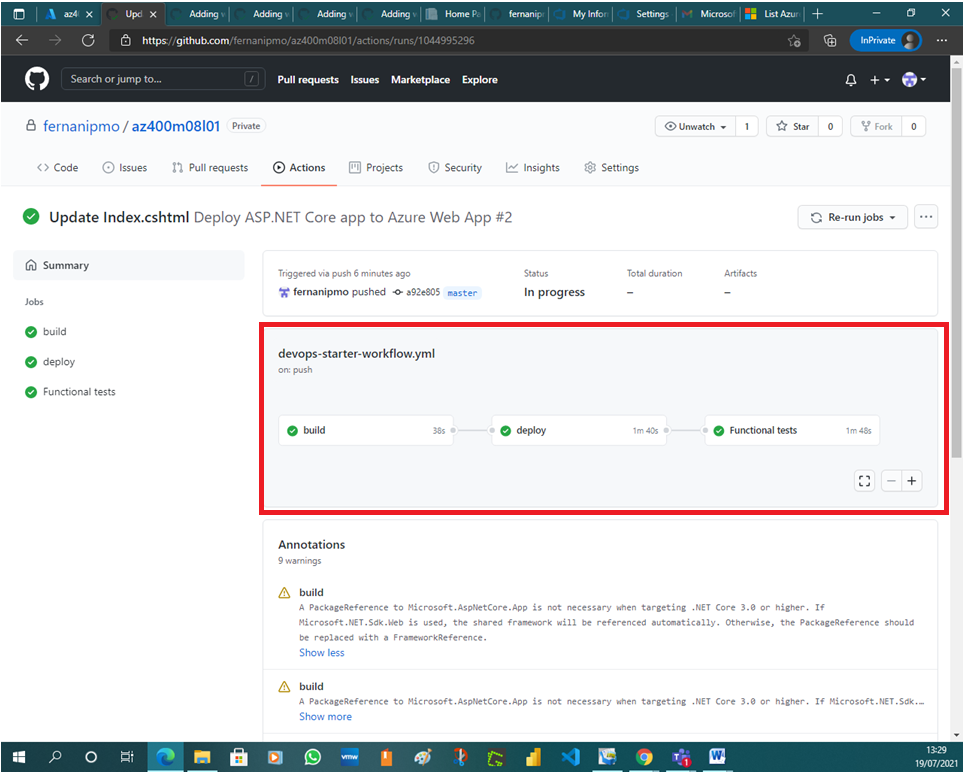 az4
Upd
Adding v
Adding v
Adding v
Adding v
Home Pa
fernanip
My Infor
Settings
Microsof
List Azur
https://github.com/fernanipmo/az400m08l01/actions/runs/1044995296
InPrivate
Search or jump to...
/
Pull requests Issues Marketplace Explore
fernanipmo / az400m08l01 Private
Unwatch 1 Star 0 Fork 0
Code Issues Pull requests Actions Projects Security Insights Settings
Update Index.cshtml Deploy ASP.NET Core app to Azure Web App #2
Re-run jobs
Summary
Jobs
build
deploy
Functional tests
Triggered via push 6 minutes ago
fernanipmo pushed a92e805 master
Status
In progress
Total duration
–
Artifacts
–
devops-starter-workflow.yml
on: push
build 38s
deploy 1m 40s
Functional tests 1m 48s
Annotations
9 warnings
build
A PackageReference to Microsoft.AspNetCore.App is not necessary when targeting .NET Core 3.0 or higher. If
Microsoft.NET.Sdk.Web is used, the shared framework will be referenced automatically. Otherwise, the PackageReference should
be replaced with a FrameworkReference.
Show less
build
A PackageReference to Microsoft.AspNetCore.App is not necessary when targeting .NET Core 3.0 or higher. If Microsoft.NET.Sdk....
Show more
vmw
13:29
19/07/2021